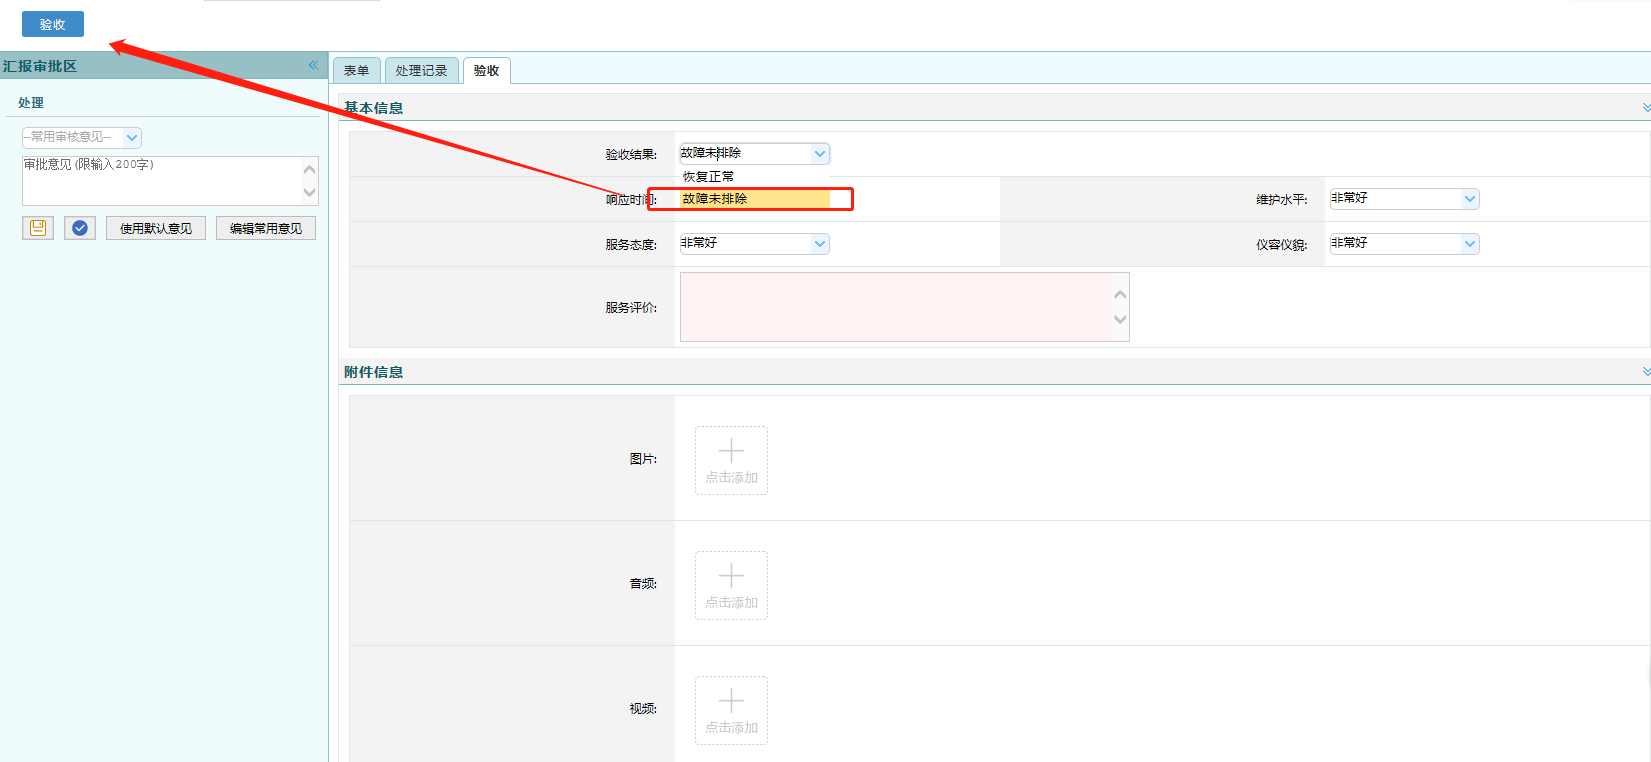 验收
汇报审批区
处理
--常用审核意见--
审批意见(限输入200字)
使用默认意见 编辑常用意见
表单 处理记录 验收
基本信息
验收结果: 故障未排除
恢复正常
响应时间: 故障未排除 维护水平: 非常好
服务态度: 非常好 仪容仪貌: 非常好
服务评价:
附件信息
图片: 点击添加
音频: 点击添加
视频: 点击添加